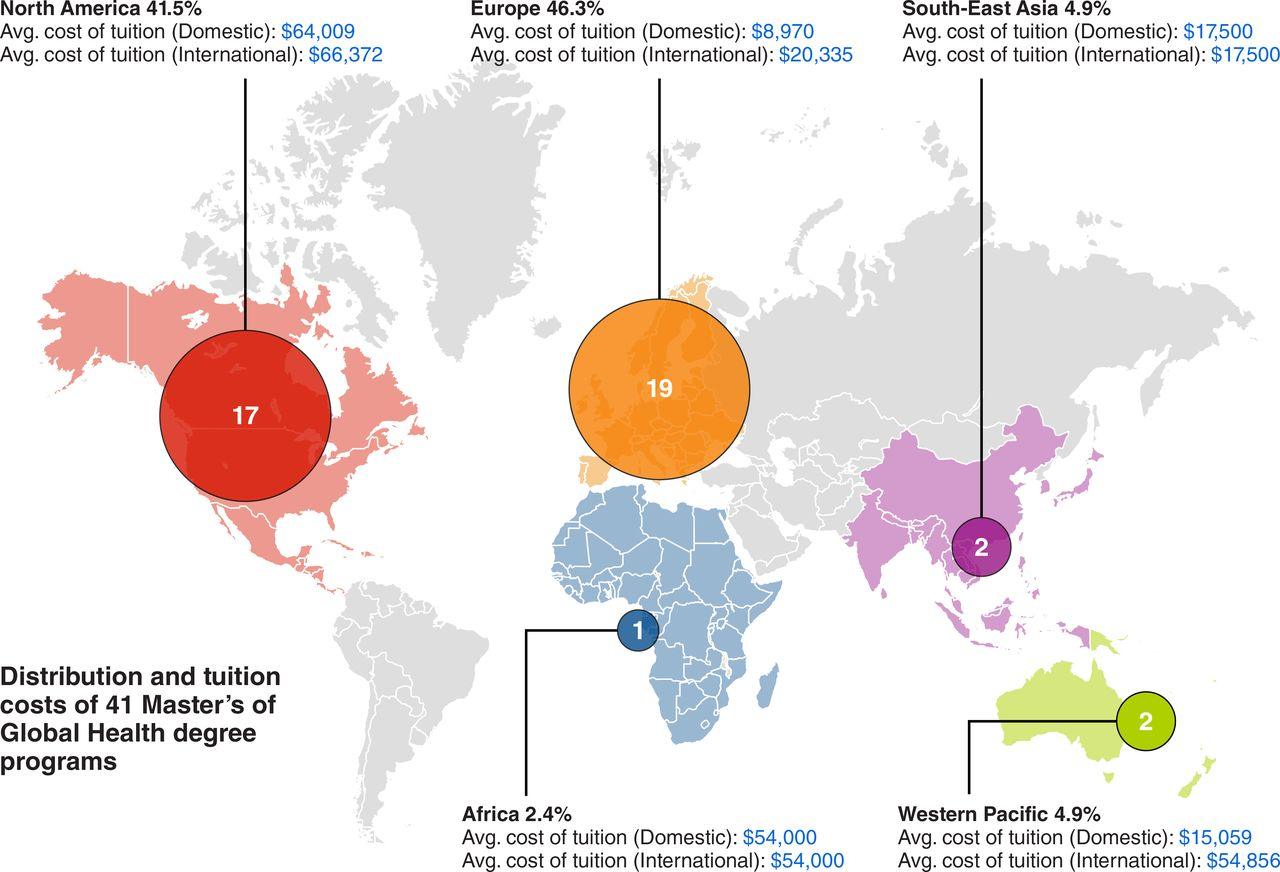 North America 41.5%
Avg. cost of tuition (Domestic): $64,009
Avg. cost of tuition (International): $66,372
Europe 46.3%
Avg. cost of tuition (Domestic): $8,970
Avg. cost of tuition (International): $20,335
South-East Asia 4.9%
Avg. cost of tuition (Domestic): $17,500
Avg. cost of tuition (International): $17,500
17
19
2
1
2
Distribution and tuition
costs of 41 Master’s of
Global Health degree
programs
Africa 2.4%
Avg. cost of tuition (Domestic): $54,000
Avg. cost of tuition (International): $54,000
Western Pacific 4.9%
Avg. cost of tuition (Domestic): $15,059
Avg. cost of tuition (International): $54,856